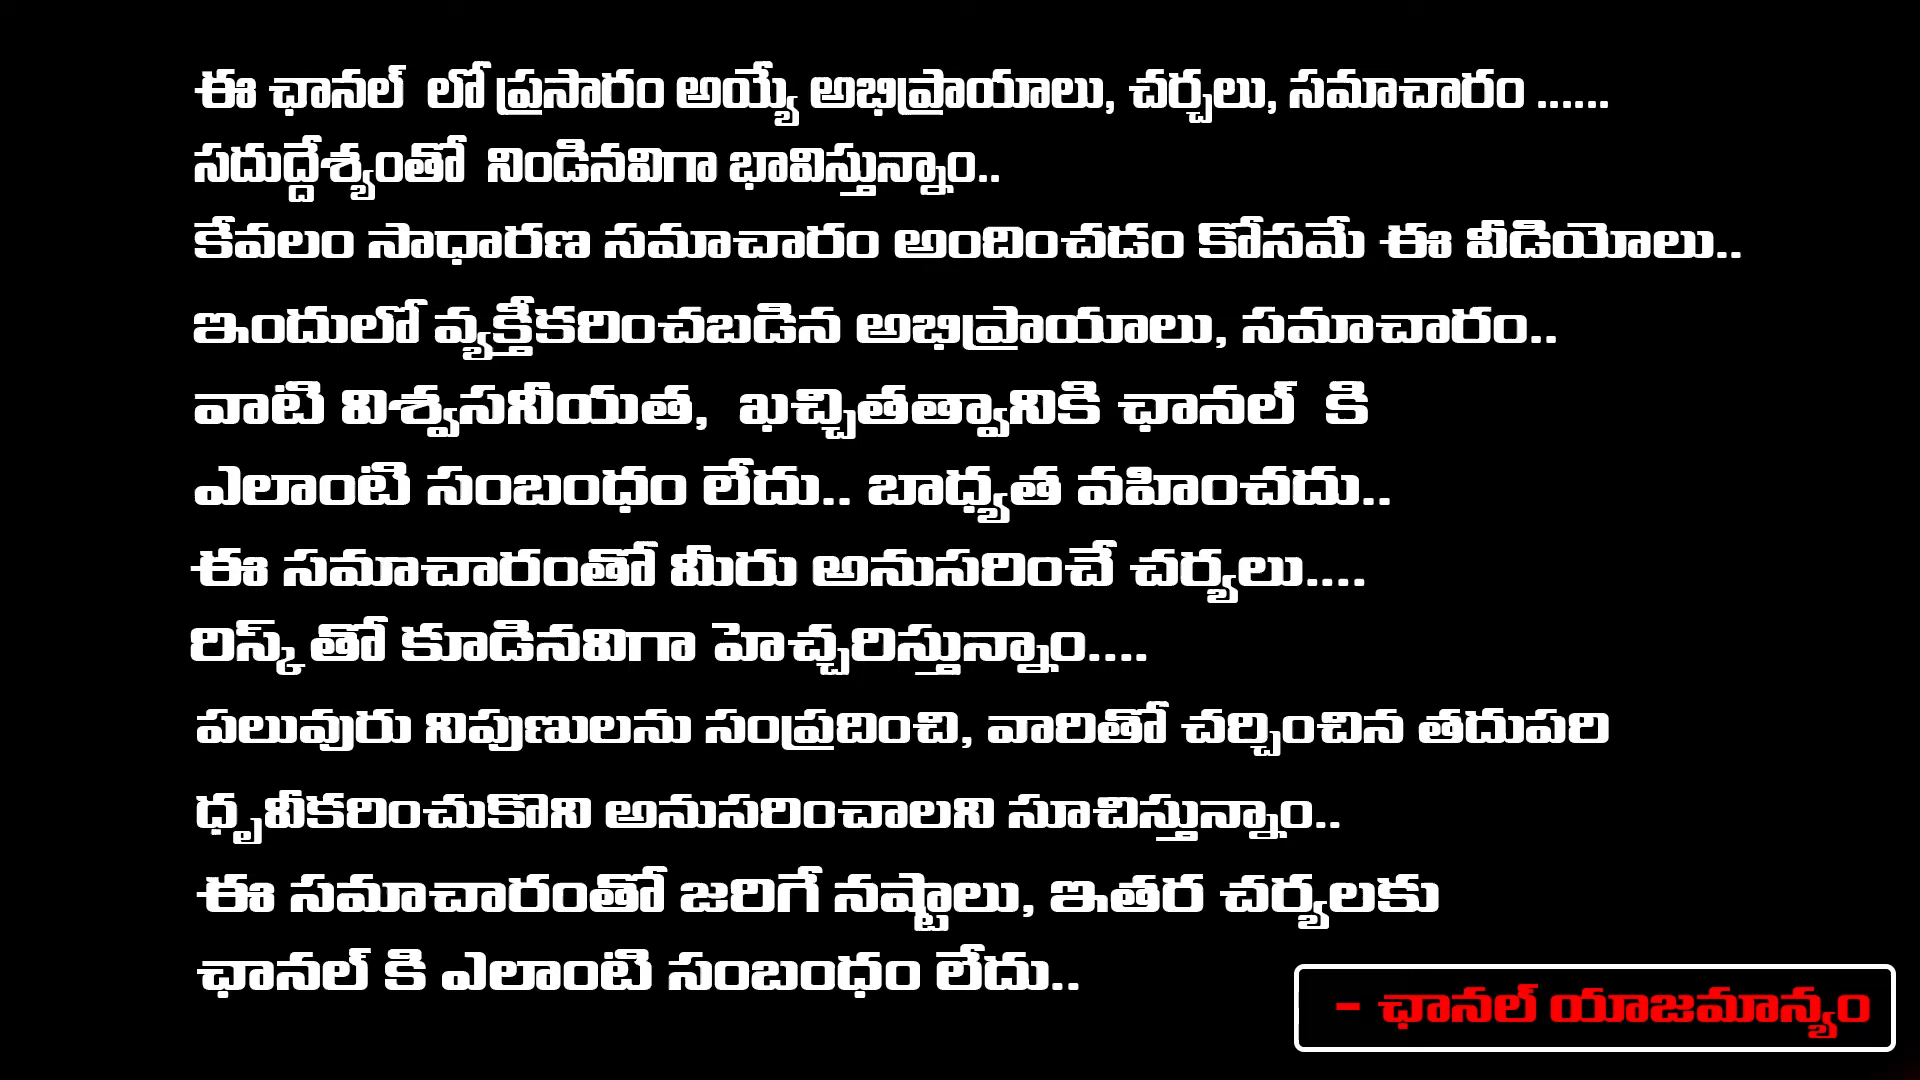 ఈ ఛానల్ లో ప్రసారం అయ్యే అభిప్రాయాలు, చర్చలు, సమాచారం ......
సదుద్దేశ్యంతో నిండినవిగా భావిస్తున్నాం..
కేవలం సాధారణ సమాచారం అందించడం కోసమే ఈ వీడియోలు..
ఇందులో వ్యక్తీకరించబడిన అభిప్రాయాలు, సమాచారం..
వాటి విశ్వసనీయత, ఖచ్చితత్వానికి ఛానల్ కి
ఎలాంటి సంబంధం లేదు.. బాధ్యత వహించదు..
ఈ సమాచారంతో మీరు అనుసరించే చర్యలు....
రిస్క్ తో కూడినవిగా హెచ్చరిస్తున్నాం....
పలువురు నిపుణులను సంప్రదించి, వారితో చర్చించిన తదుపరి
ధృవీకరించుకొని అనుసరించాలని సూచిస్తున్నాం..
ఈ సమాచారంతో జరిగే నష్టాలు, ఇతర చర్యలకు
ఛానల్ కి ఎలాంటి సంబంధం లేదు..
- ఛానల్ యాజమాన్యం